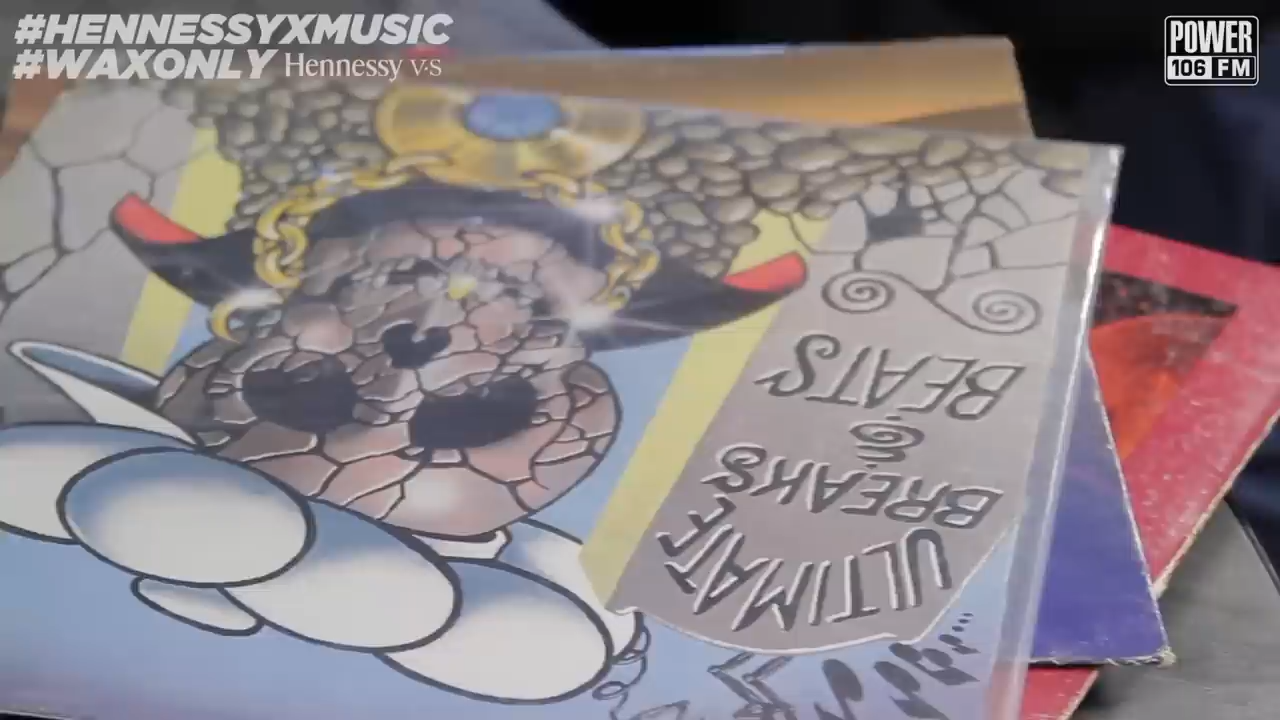 #HENNESSYXMUSIC
#WAXONLY Hennessy V·S
POWER
106 FM
ULTIMATE
BREAKS
&
BEATS